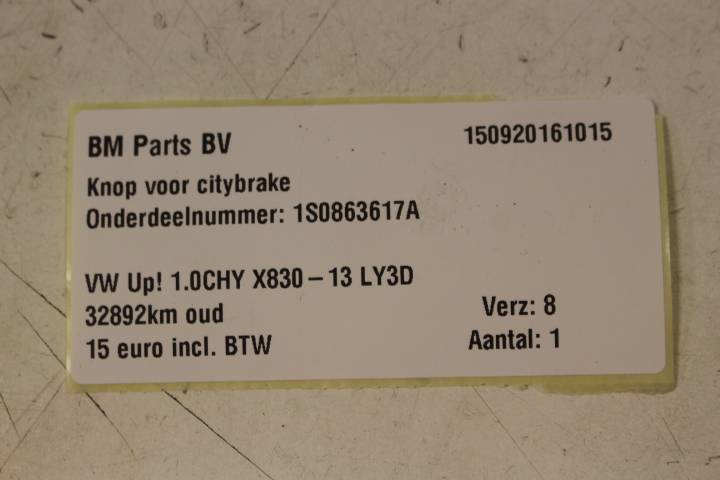 BM Parts BV 150920161015
Knop voor citybrake
Onderdeelnummer: 1S0863617A
VW Up! 1.0CHY X830-13 LY3D
32892km oud Verz: 8
15 euro incl. BTW Aantal: 1